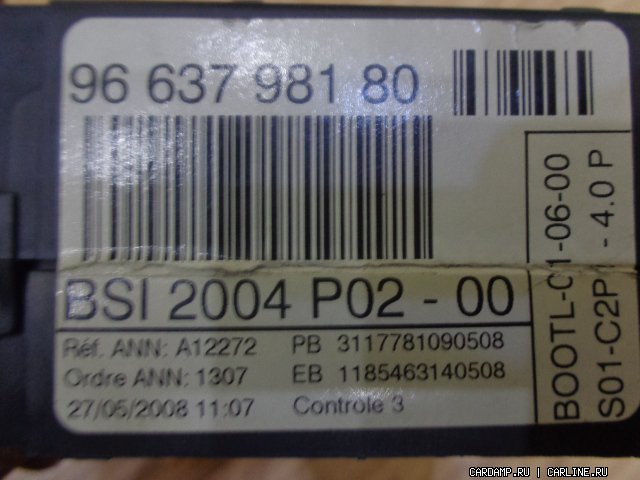 96 637 981 80
BSI 2004 P02 - 00
Réf. ANN: A12272 PB 3117781090508
Ordre ANN: 1307 EB 1185463140508
27/05/2008 11:07 Controle 3
BOOTL-01-06-00
S01-C2P - 4.0 P
CARDAMP.RU | CARLINE.RU